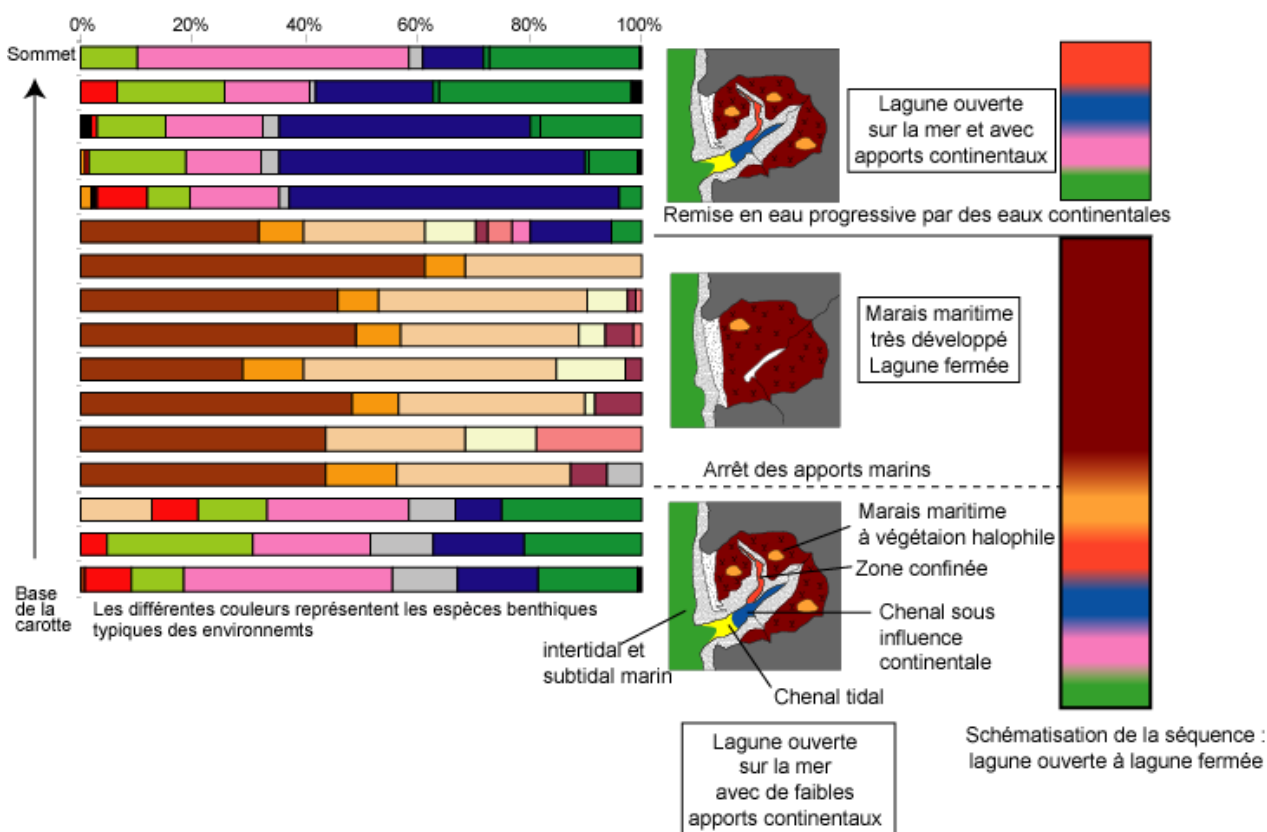 0%
20%
40%
60%
80%
100%
Sommet
Base
de la
carotte
Les différentes couleurs représentent les espèces benthiques
typiques des environnemts
Lagune ouverte
sur la mer et avec
apports continentaux
Remise en eau progressive par des eaux continentales
Marais maritime
très développé
Lagune fermée
Arrêt des apports marins
Marais maritime
à végétaion halophile
Zone confinée
Chenal sous
influence
continentale
intertidal et
subtidal marin
Chenal tidal
Lagune ouverte
sur la mer
avec de faibles
apports continentaux
Schématisation de la séquence :
lagune ouverte à lagune fermée